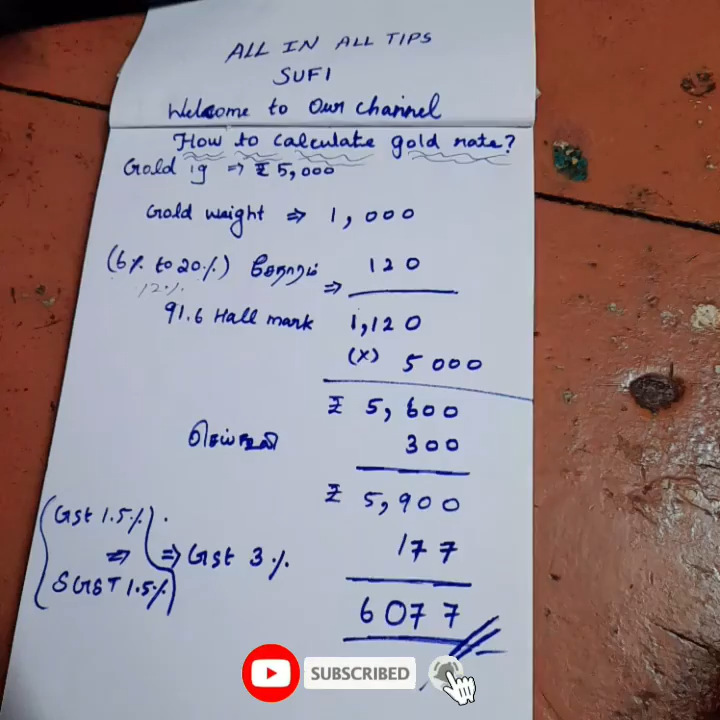 ALL IN ALL TIPS
SUFI
Welcome to Our channel
How to calculate gold rate?
Gold 1g ⇒ ₹ 5,000
Gold weight ⇒ 1,000
(6% to 20%) சேதாரம் ⇒ 120
12%
91.6 Hall mark 1,120
(x) 5000
₹ 5,600
செய்கூலி 300
₹ 5,900
Gst 1.5%
⇒ Gst 3% 177
SGST 1.5%
6077
SUBSCRIBED